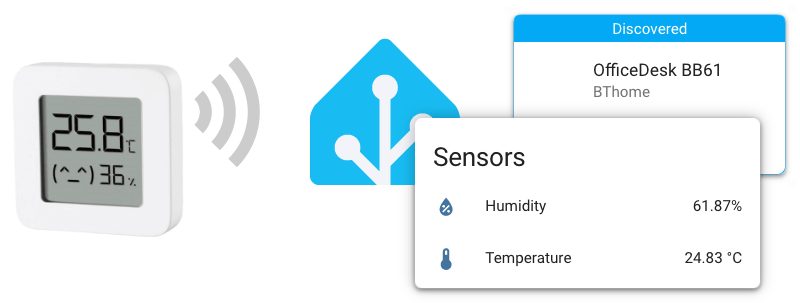 25.8 °C
(^_^) 36 %
Discovered
OfficeDesk BB61
BThome
Sensors
Humidity 61.87%
Temperature 24.83 °C